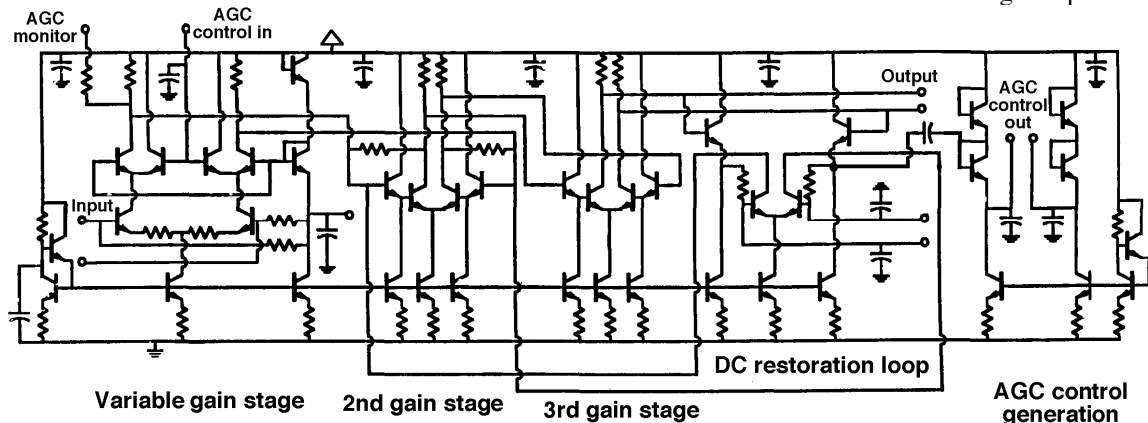 AGC
monitor
AGC
control in
Output
AGC
control
out
Input
DC restoration loop
Variable gain stage
2nd gain stage
3rd gain stage
AGC control
generation